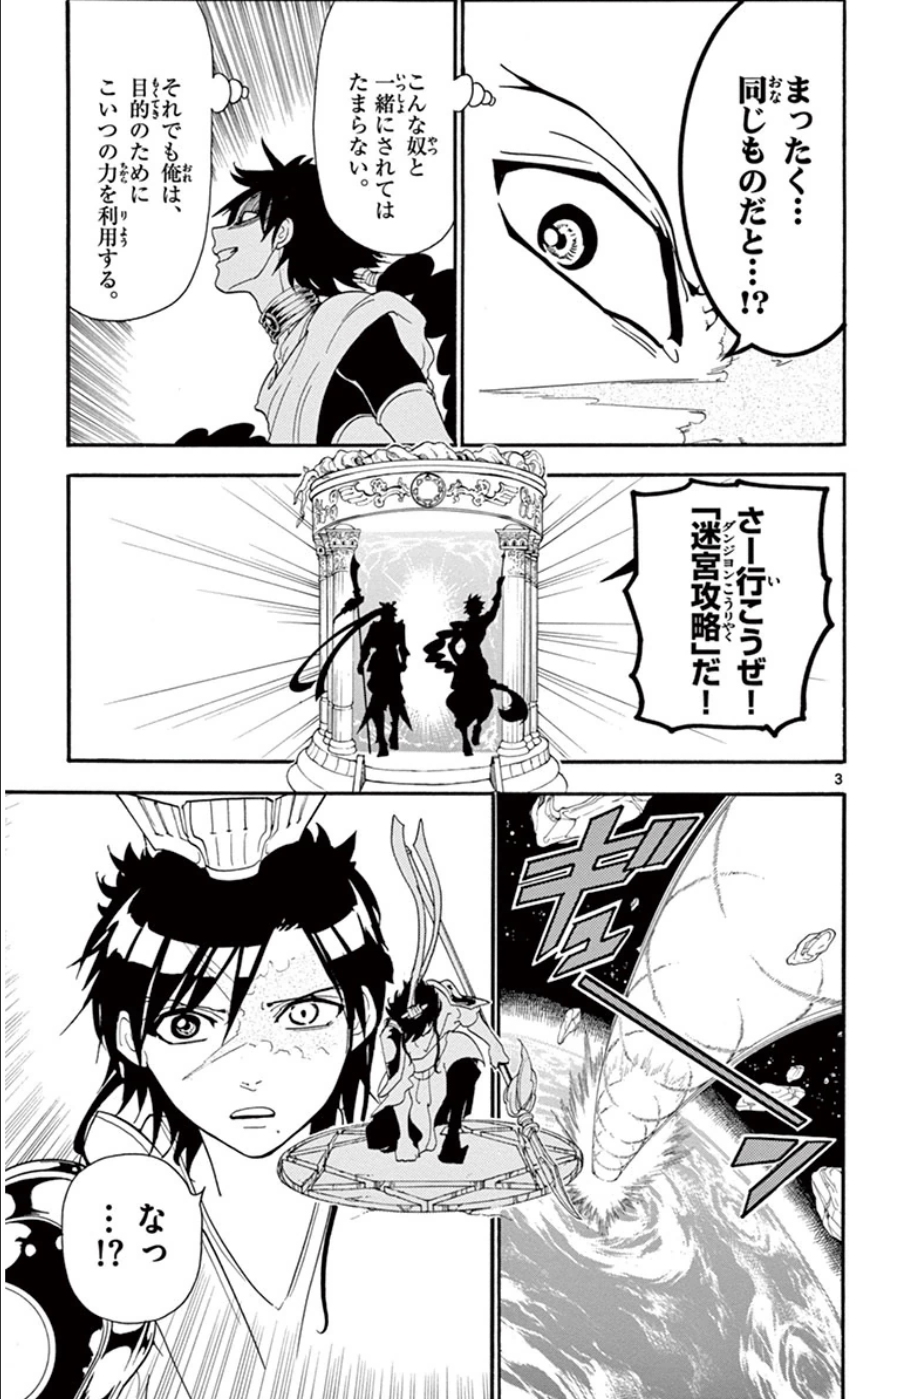 まったく…
同じものだと…!?
こんな奴と
一緒にされては
たまらない。
それでも俺は、
目的のために
こいつの力を利用する。
さー行こうぜ！
「迷宮攻略」だ！
3
ギュンッ
なっ
…!?